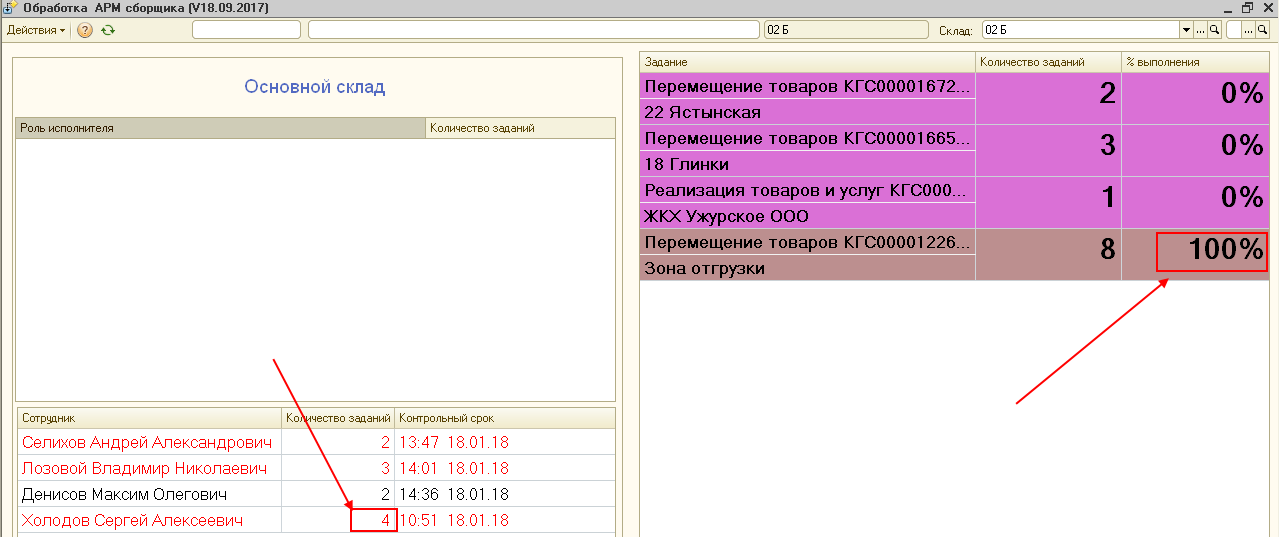 Обработка АРМ сборщика (V18.09.2017)
Действия ? 02 Б Склад: 02 Б ... ...
Основной склад
Роль исполнителя Количество заданий
Сотрудник Количество заданий Контрольный срок
Селихов Андрей Александрович 2 13:47 18.01.18
Лозовой Владимир Николаевич 3 14:01 18.01.18
Денисов Максим Олегович 2 14:36 18.01.18
Холодов Сергей Алексеевич 4 10:51 18.01.18
Задание Количество заданий % выполнения
Перемещение товаров КГС00001672... 2 0%
22 Ястынская
Перемещение товаров КГС00001665... 3 0%
18 Глинки
Реализация товаров и услуг КГС000... 1 0%
ЖКХ Ужурское ООО
Перемещение товаров КГС00001226... 8 100%
Зона отгрузки